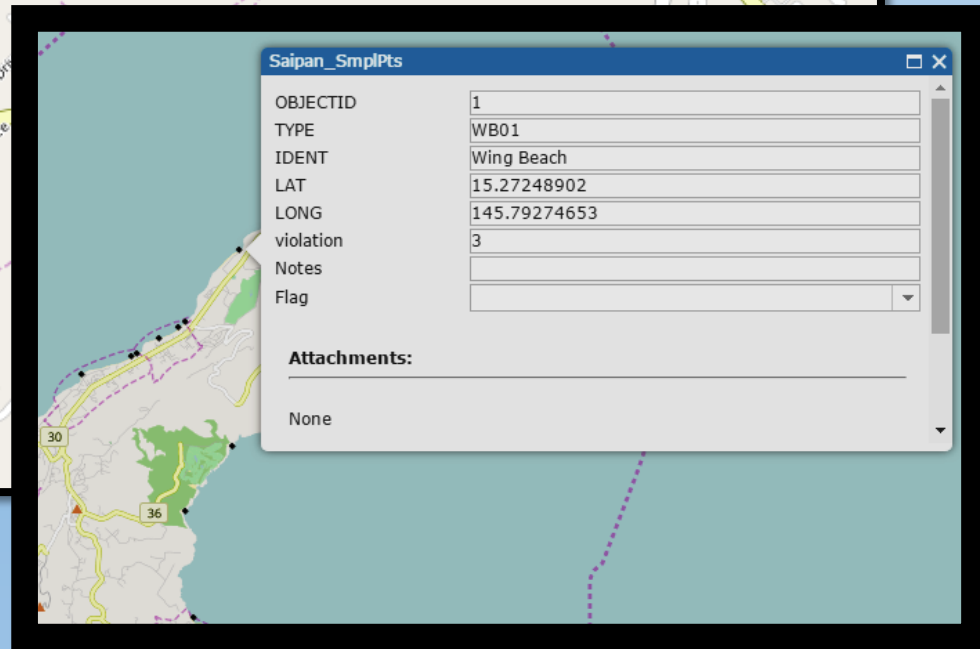 Saipan_SmplPts
OBJECTID 1
TYPE WB01
IDENT Wing Beach
LAT 15.27248902
LONG 145.79274653
violation 3
Notes
Flag
Attachments:
None
30
36